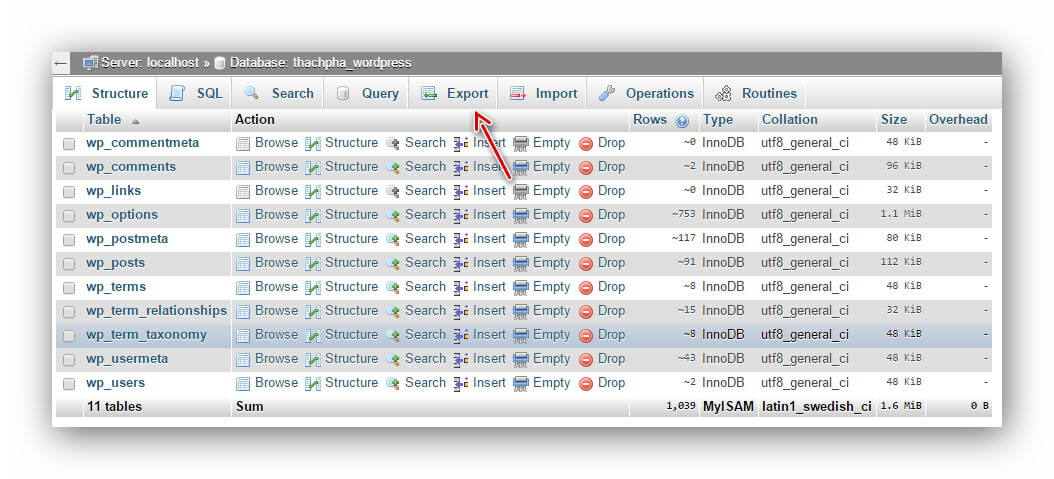 ← Server: localhost » Database: thachpha_wordpress
Structure SQL Search Query Export Import Operations Routines
Table Action Rows Type Collation Size Overhead
wp_commentmeta Browse Structure Search Insert Empty Drop ~0 InnoDB utf8_general_ci 48 KiB -
wp_comments Browse Structure Search Insert Empty Drop ~2 InnoDB utf8_general_ci 96 KiB -
wp_links Browse Structure Search Insert Empty Drop ~0 InnoDB utf8_general_ci 32 KiB -
wp_options Browse Structure Search Insert Empty Drop ~753 InnoDB utf8_general_ci 1.1 MiB -
wp_postmeta Browse Structure Search Insert Empty Drop ~117 InnoDB utf8_general_ci 80 KiB -
wp_posts Browse Structure Search Insert Empty Drop ~91 InnoDB utf8_general_ci 112 KiB -
wp_terms Browse Structure Search Insert Empty Drop ~8 InnoDB utf8_general_ci 48 KiB -
wp_term_relationships Browse Structure Search Insert Empty Drop ~15 InnoDB utf8_general_ci 32 KiB -
wp_term_taxonomy Browse Structure Search Insert Empty Drop ~8 InnoDB utf8_general_ci 48 KiB -
wp_usermeta Browse Structure Search Insert Empty Drop ~43 InnoDB utf8_general_ci 48 KiB -
wp_users Browse Structure Search Insert Empty Drop ~2 InnoDB utf8_general_ci 48 KiB -
11 tables Sum 1,039 MyISAM latin1_swedish_ci 1.6 MiB 0 B